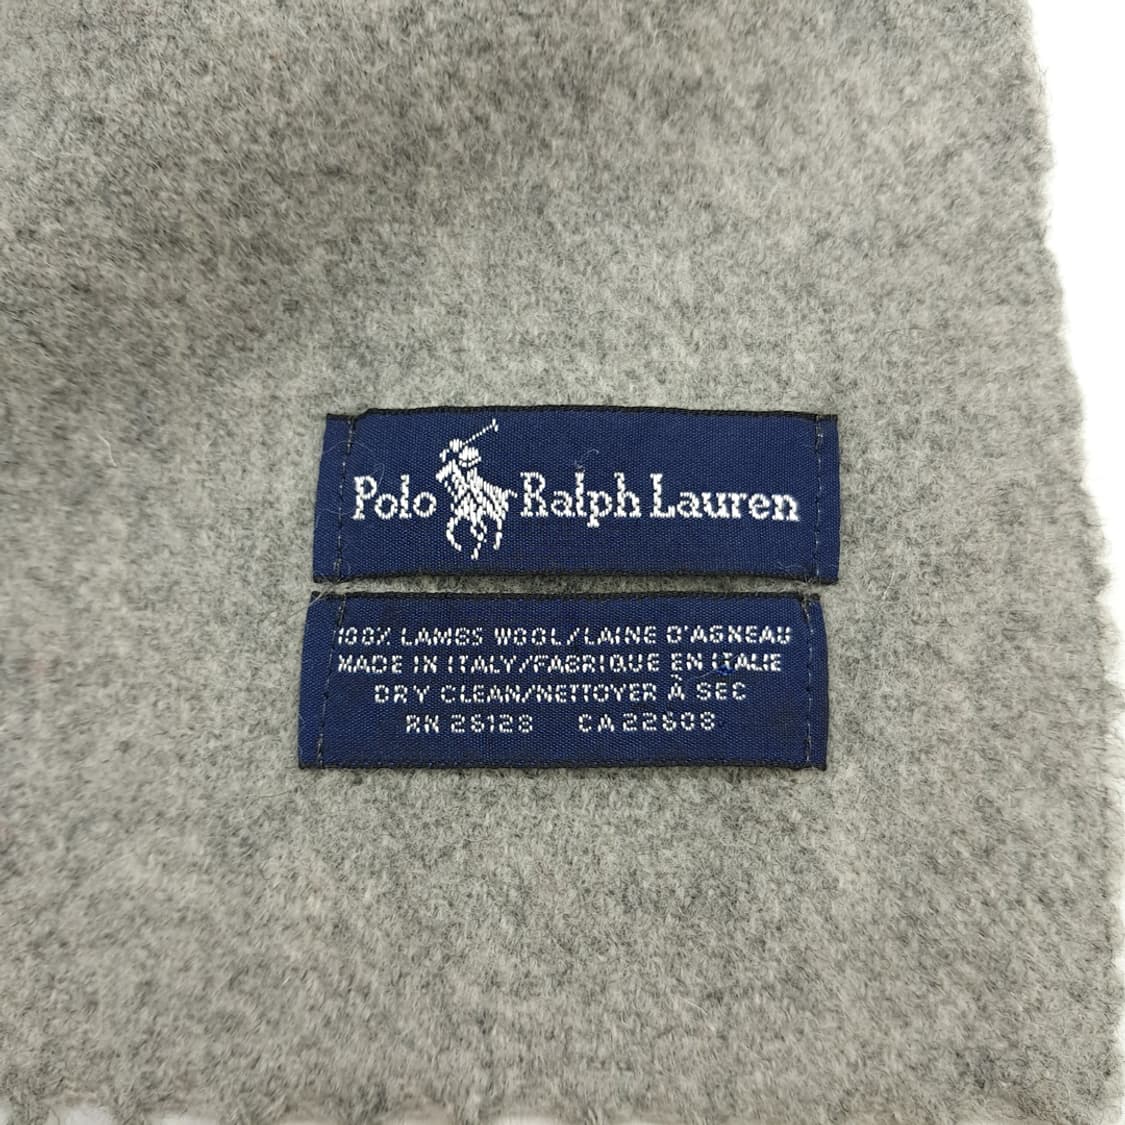 Polo Ralph Lauren
100% LAMBS WOOL/LAINE D'AGNEAU
MADE IN ITALY/FABRIQUE EN ITALIE
DRY CLEAN/NETTOYER À SEC
RN 26128 CA 22608